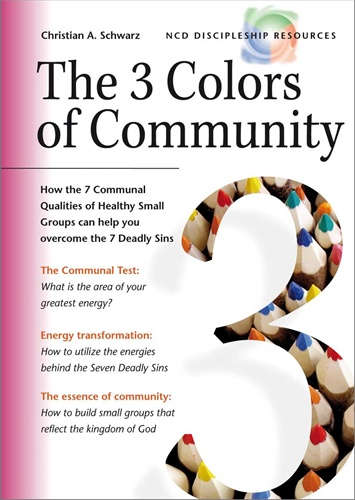 Christian A. Schwarz
NCD DISCIPLESHIP RESOURCES
The 3 Colors
of Community
How the 7 Communal
Qualities of Healthy Small
Groups can help you
overcome the 7 Deadly Sins
The Communal Test:
What is the area of your
greatest energy?
Energy transformation:
How to utilize the energies
behind the Seven Deadly Sins
The essence of community:
How to build small groups that
reflect the kingdom of God
3